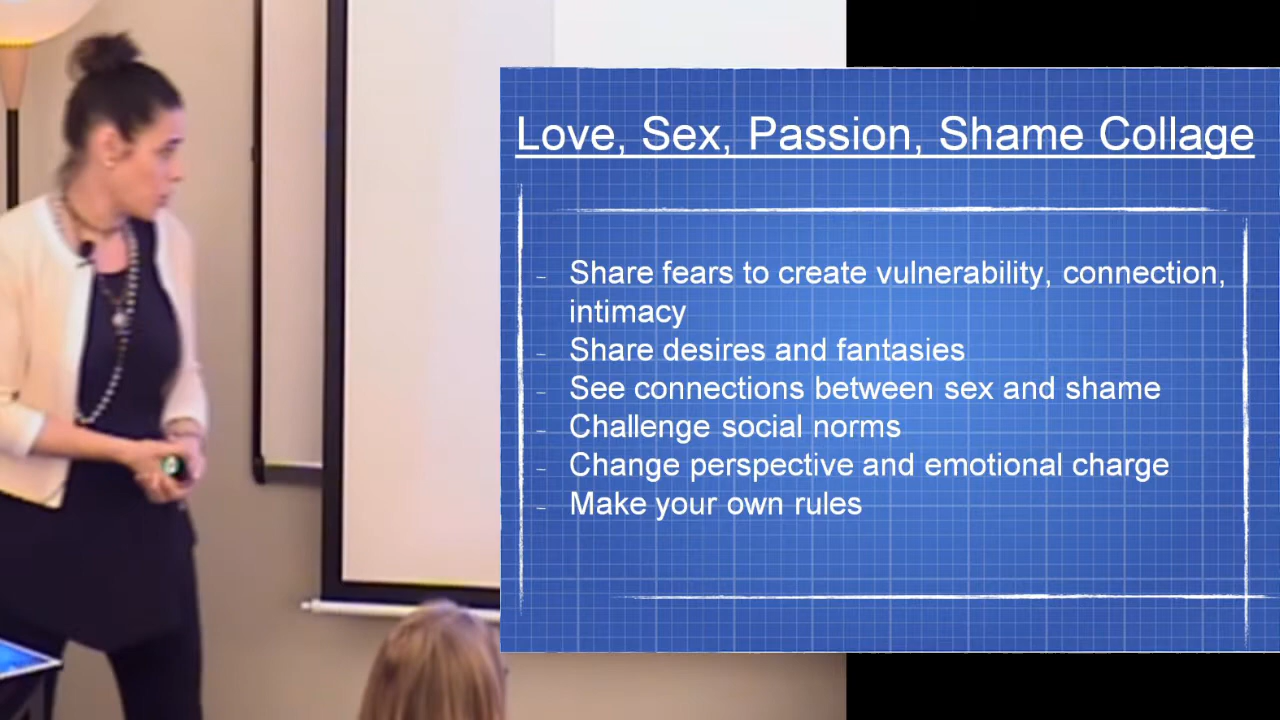 Love, Sex, Passion, Shame Collage
- Share fears to create vulnerability, connection,
intimacy
- Share desires and fantasies
- See connections between sex and shame
- Challenge social norms
- Change perspective and emotional charge
- Make your own rules